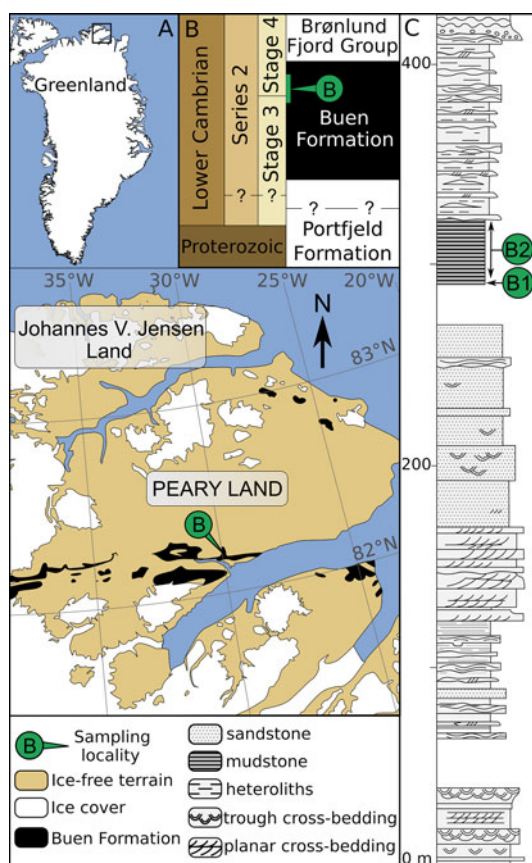 A
Greenland
B
Lower Cambrian
Series 2
Stage 4
Stage 3
? ?
Proterozoic
Brønlund
Fjord Group
B
Buen
Formation
? ?
Portfjeld
Formation
C
400
B2
B1
200
0 m
35°W
30°W
25°W
20°W
Johannes V. Jensen
Land
N
83°N
PEARY LAND
B
82°N
B
Sampling
locality
Ice-free terrain
Ice cover
Buen Formation
sandstone
mudstone
heteroliths
trough cross-bedding
planar cross-bedding